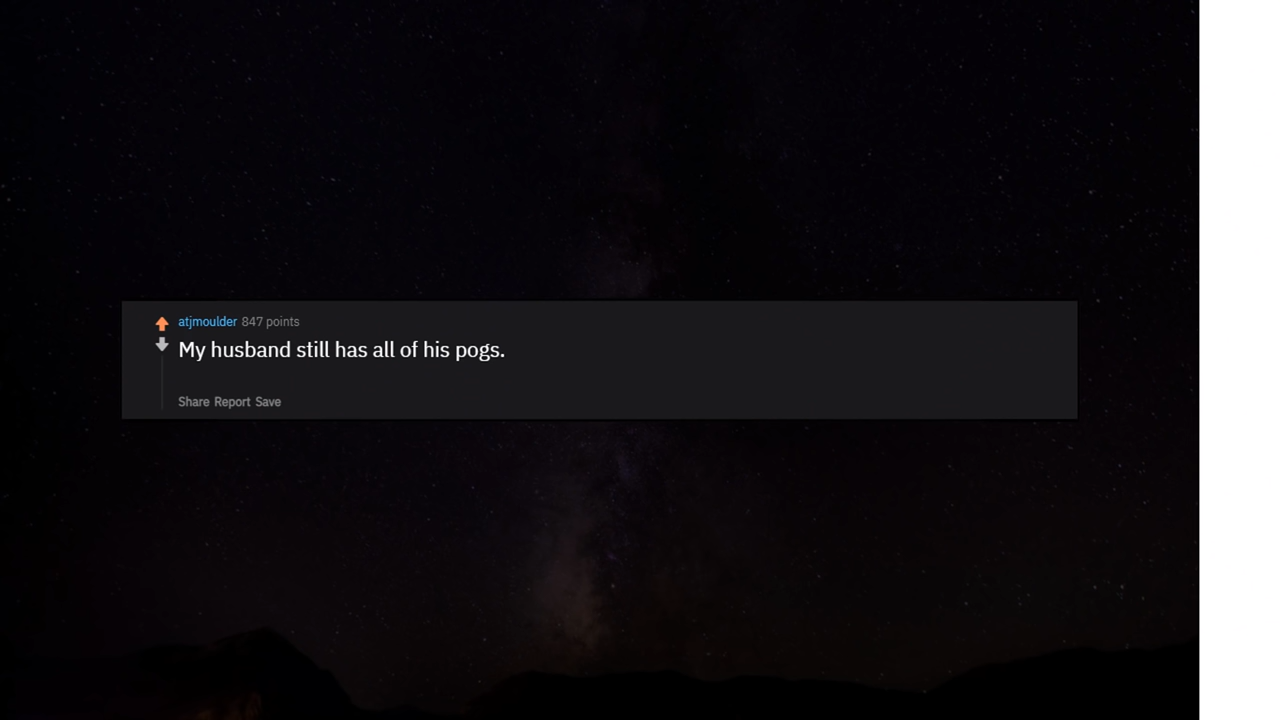 atjmoulder 847 points
My husband still has all of his pogs.
Share Report Save